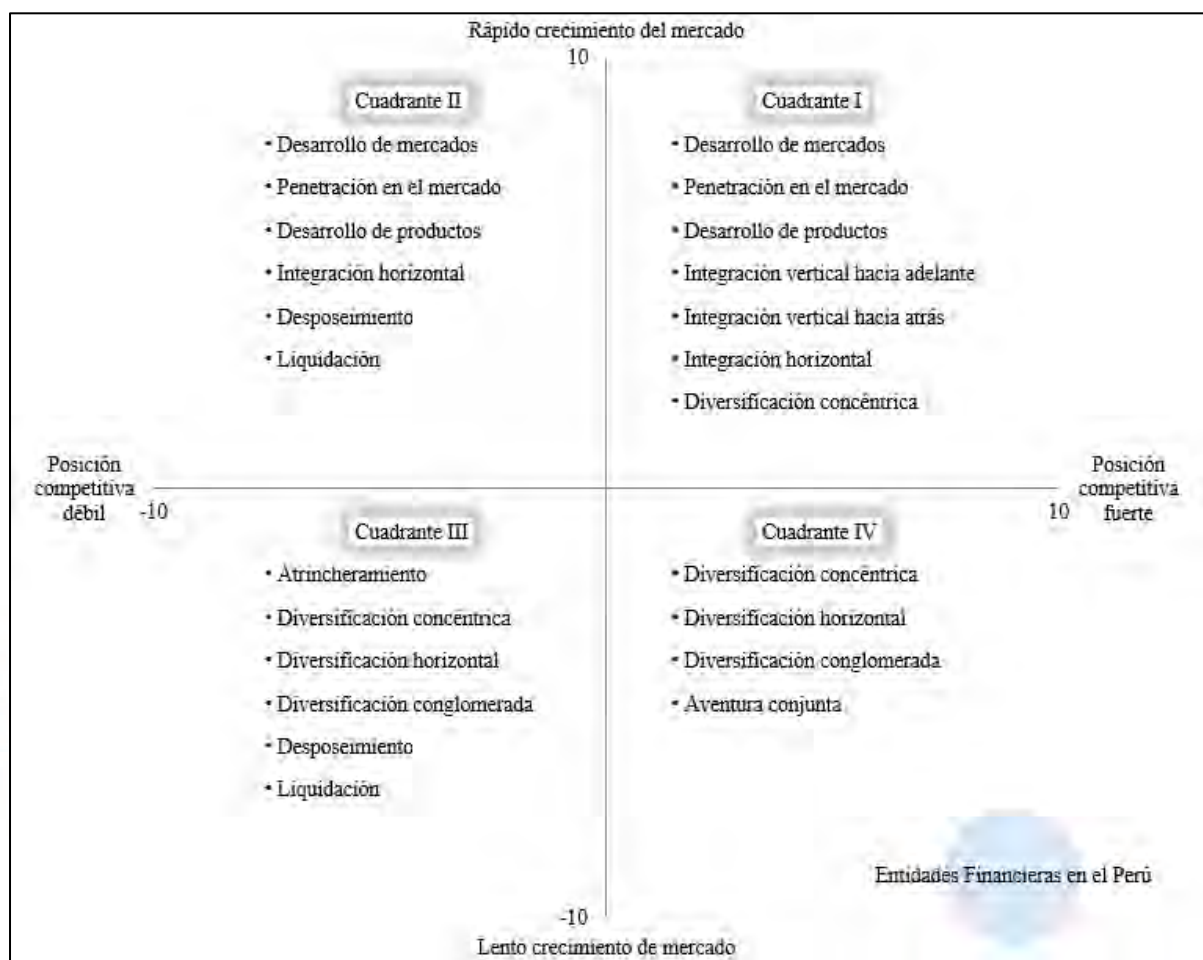 Rápido crecimiento del mercado
10
Cuadrante II
• Desarrollo de mercados
• Penetración en el mercado
• Desarrollo de productos
• Integración horizontal
• Desposeimiento
• Liquidación
Cuadrante I
• Desarrollo de mercados
• Penetración en el mercado
• Desarrollo de productos
• Integración vertical hacia adelante
• Integración vertical hacia atrás
• Integración horizontal
• Diversificación concéntrica
Posición
competitiva
débil
-10
Posición
competitiva
fuerte
10
Cuadrante III
• Atrincheramiento
• Diversificación concéntrica
• Diversificación horizontal
• Diversificación conglomerada
• Desposeimiento
• Liquidación
Cuadrante IV
• Diversificación concéntrica
• Diversificación horizontal
• Diversificación conglomerada
• Aventura conjunta
Entidades Financieras en el Perú
-10
Lento crecimiento de mercado